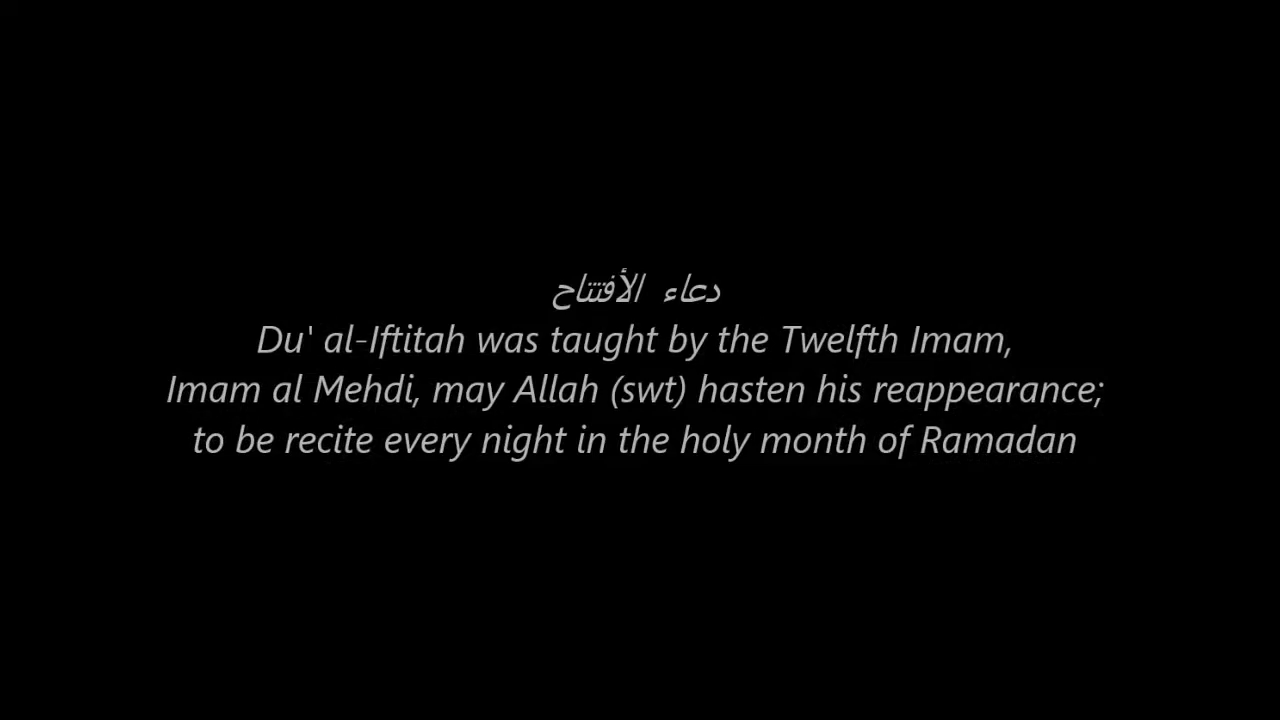 دعاء الأفتتاح
Du' al-Iftitah was taught by the Twelfth Imam,
Imam al Mehdi, may Allah (swt) hasten his reappearance;
to be recite every night in the holy month of Ramadan